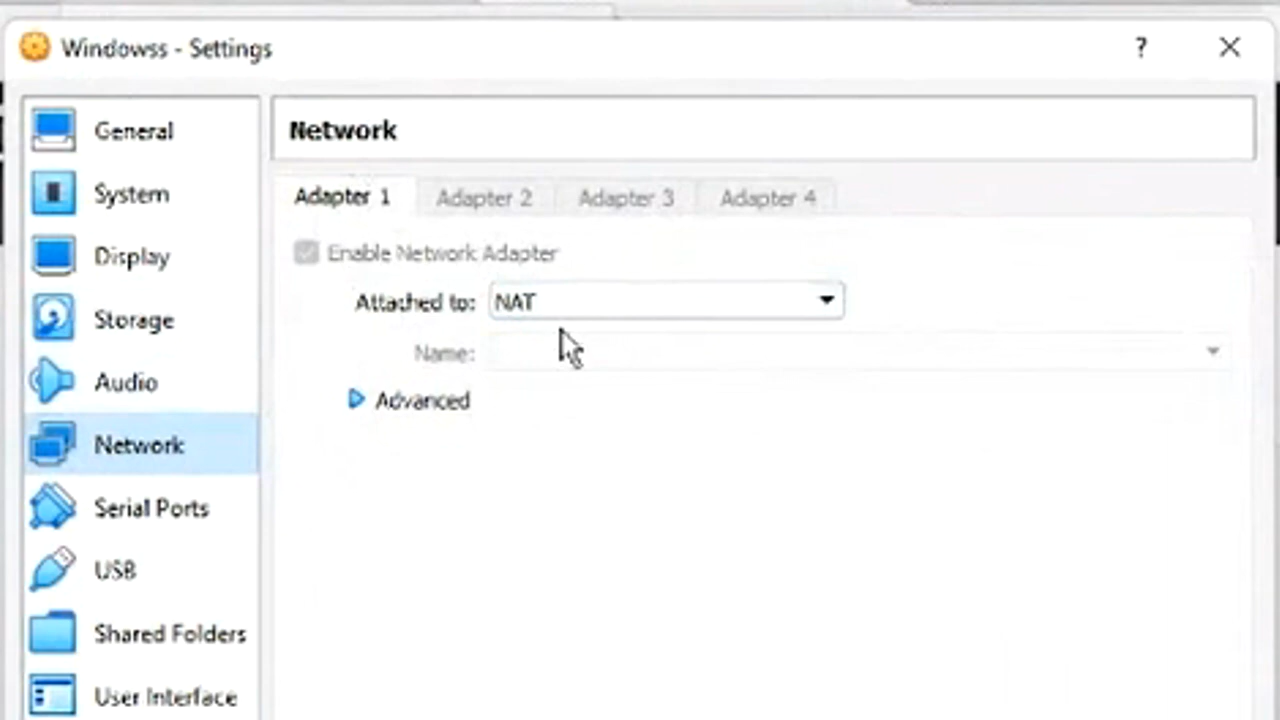 Windowss - Settings
?
General
System
Display
Storage
Audio
Network
Serial Ports
USB
Shared Folders
User Interface
Network
Adapter 1
Adapter 2
Adapter 3
Adapter 4
Enable Network Adapter
Attached to: NAT
Name:
Advanced